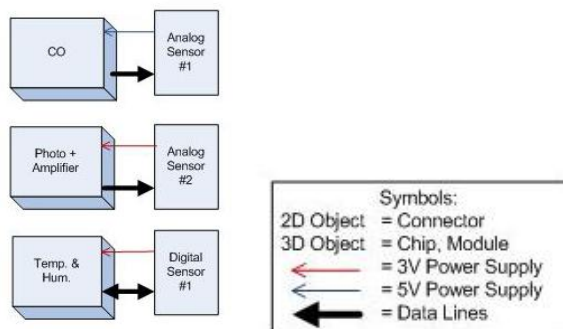 CO
Analog
Sensor
#1
Photo +
Amplifier
Analog
Sensor
#2
Temp. &
Hum.
Digital
Sensor
#1
Symbols:
2D Object = Connector
3D Object = Chip, Module
= 3V Power Supply
= 5V Power Supply
= Data Lines